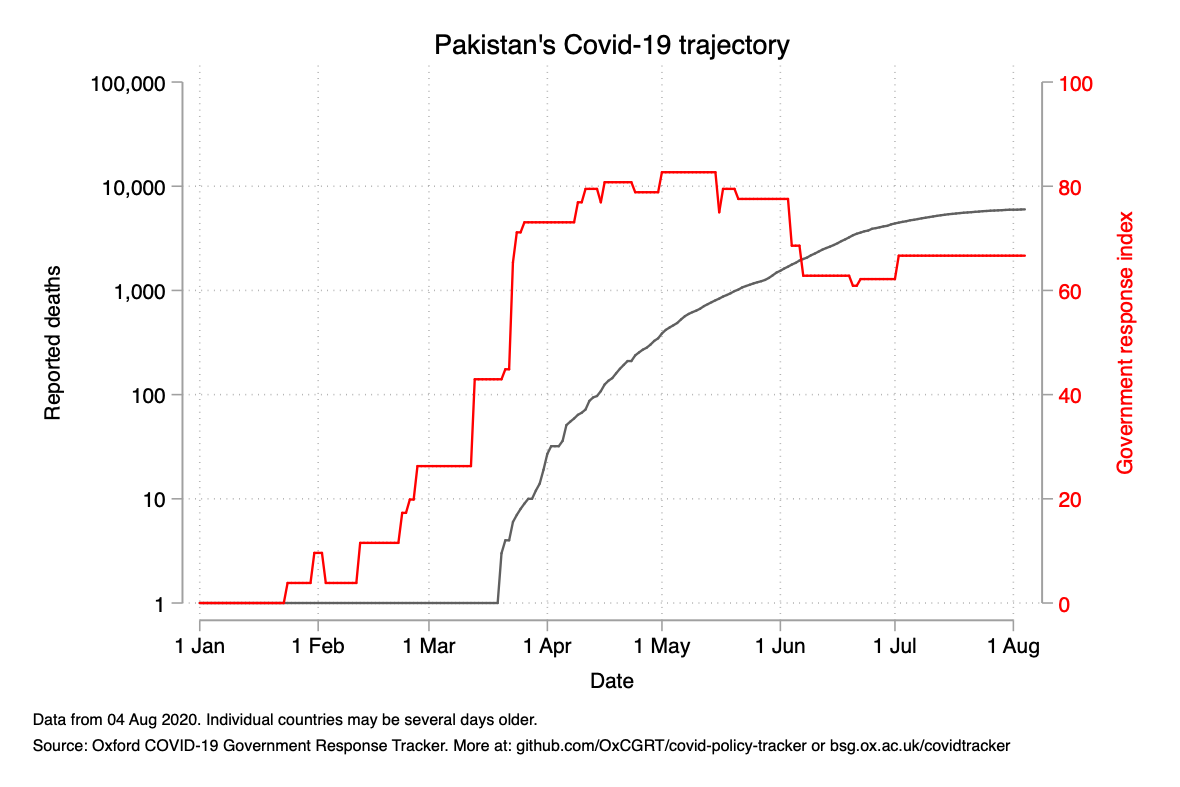 Pakistan's Covid-19 trajectory
100,000
10,000
1,000
100
10
1
Reported deaths
100
80
60
40
20
0
Government response index
1 Jan
1 Feb
1 Mar
1 Apr
1 May
1 Jun
1 Jul
1 Aug
Date
Data from 04 Aug 2020. Individual countries may be several days older.
Source: Oxford COVID-19 Government Response Tracker. More at: github.com/OxCGRT/covid-policy-tracker or bsg.ox.ac.uk/covidtracker